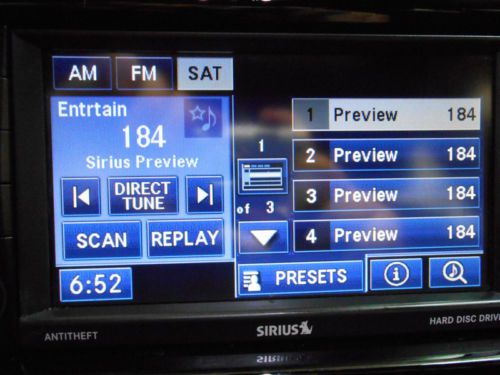 AM FM SAT
Entrtain
184
Sirius Preview
DIRECT
TUNE
SCAN REPLAY
6:52
1
of 3
1 Preview 184
2 Preview 184
3 Preview 184
4 Preview 184
PRESETS
ANTITHEFT
SIRIUS
HARD DISC DRIVE